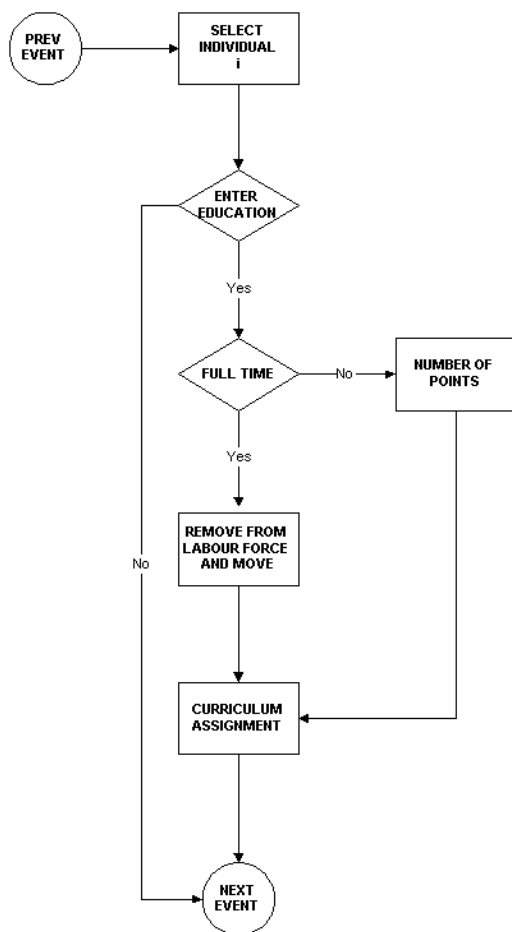 PREV
EVENT
SELECT
INDIVIDUAL
i
ENTER
EDUCATION
Yes
FULL TIME
No
NUMBER OF
POINTS
Yes
REMOVE FROM
LABOUR FORCE
AND MOVE
No
CURRICULUM
ASSIGNMENT
NEXT
EVENT